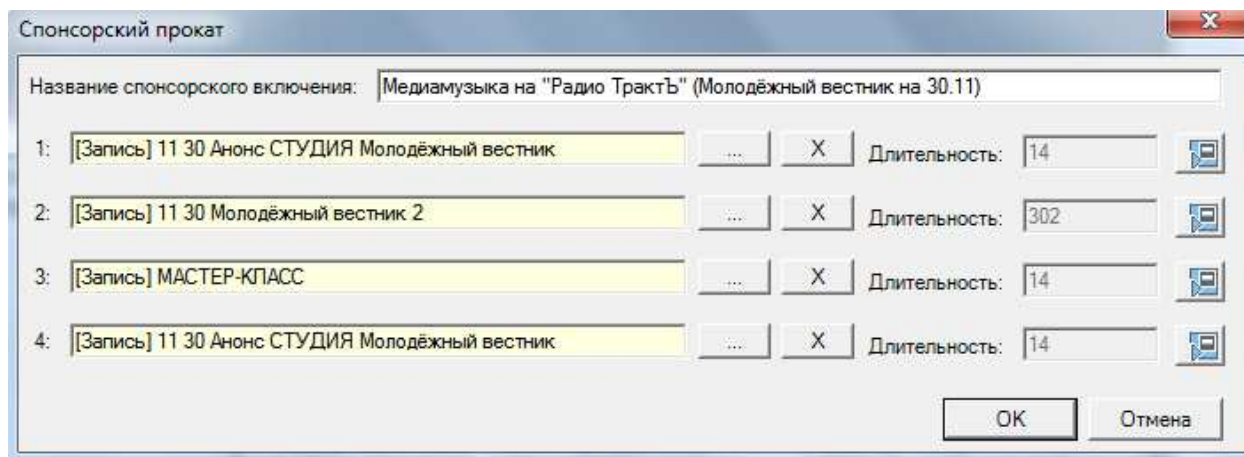 Спонсорский прокат
Название спонсорского включения: Медиамузыка на "Радио ТрактЪ" (Молодёжный вестник на 30.11)
1: [Запись] 11 30 Анонс СТУДИЯ Молодёжный вестник ... X Длительность: 14
2: [Запись] 11 30 Молодёжный вестник 2 ... X Длительность: 302
3: [Запись] МАСТЕР-КЛАСС ... X Длительность: 14
4: [Запись] 11 30 Анонс СТУДИЯ Молодёжный вестник ... X Длительность: 14
OK Отмена